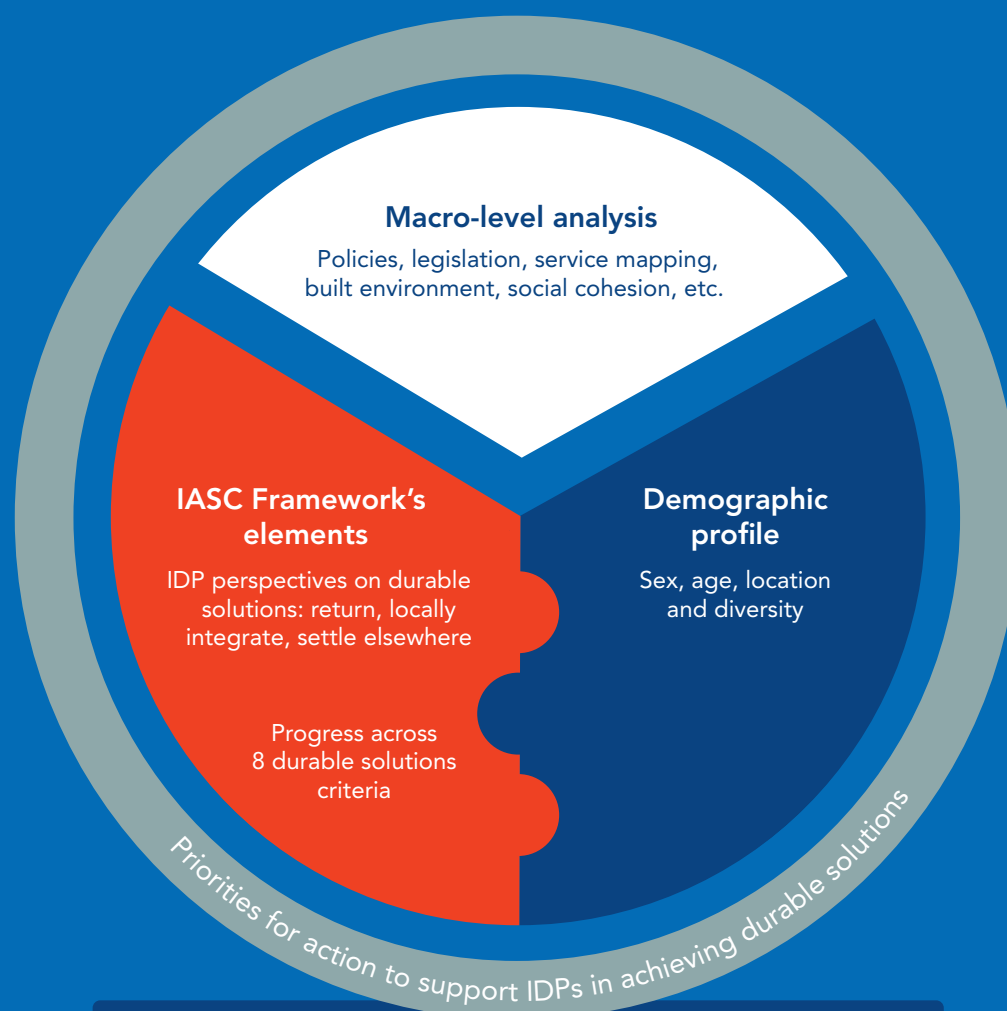 Macro-level analysis
Policies, legislation, service mapping,
built environment, social cohesion, etc.
IASC Framework's
elements
IDP perspectives on durable
solutions: return, locally
integrate, settle elsewhere
Progress across
8 durable solutions
criteria
Demographic
profile
Sex, age, location
and diversity
Priorities for action to support IDPs in achieving durable solutions